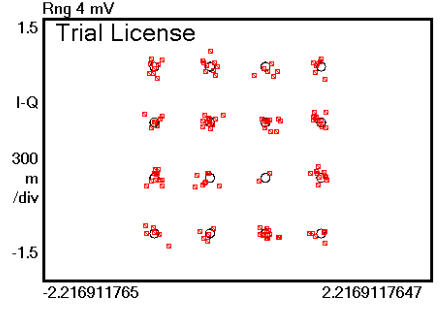 Rng 4 mV
1.5
Trial License
I-Q
300
m
/div
-1.5
-2.216911765
2.2169117647